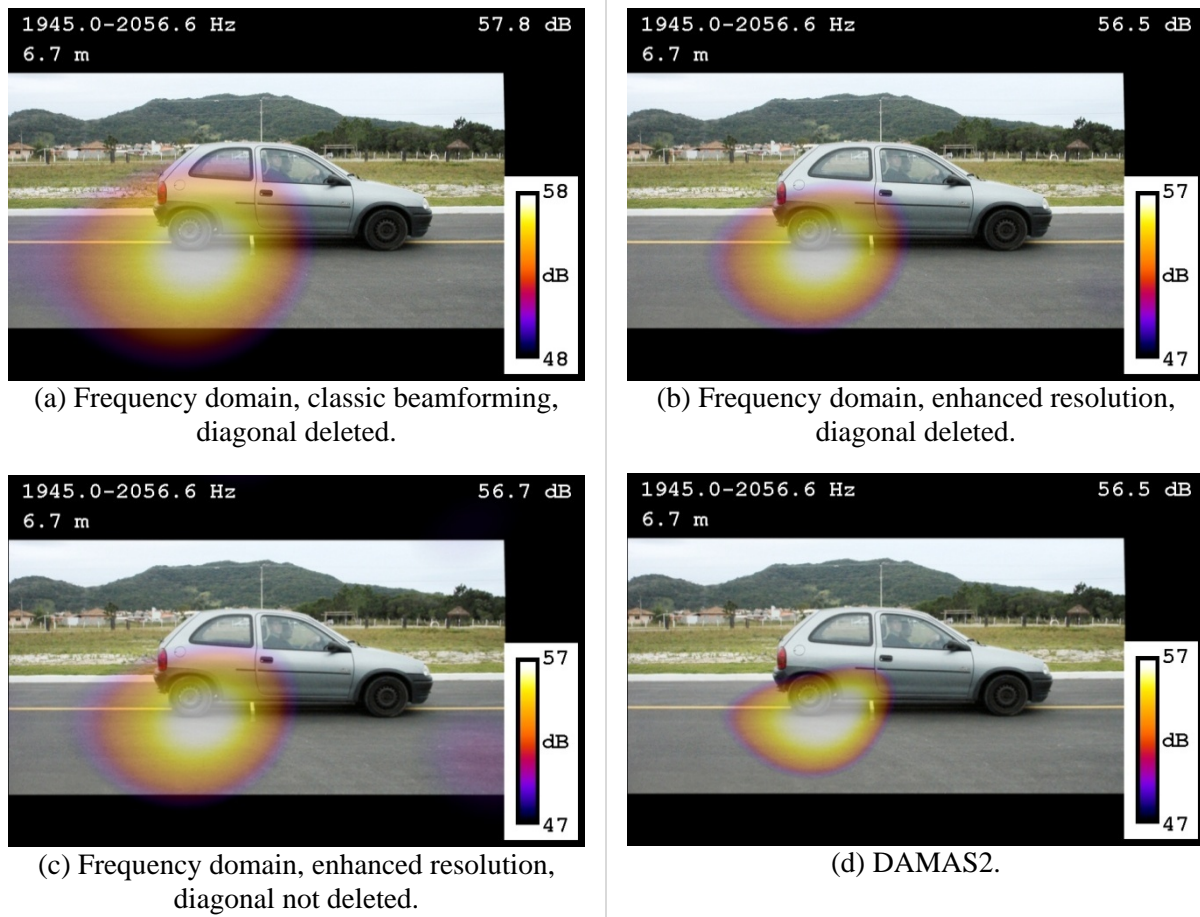 1945.0-2056.6 Hz
57.8 dB
6.7 m
58
dB
48
(a) Frequency domain, classic beamforming,
diagonal deleted.
1945.0-2056.6 Hz
56.5 dB
6.7 m
57
dB
47
(b) Frequency domain, enhanced resolution,
diagonal deleted.
1945.0-2056.6 Hz
56.7 dB
6.7 m
57
dB
47
(c) Frequency domain, enhanced resolution,
diagonal not deleted.
1945.0-2056.6 Hz
56.5 dB
6.7 m
57
dB
47
(d) DAMAS2.